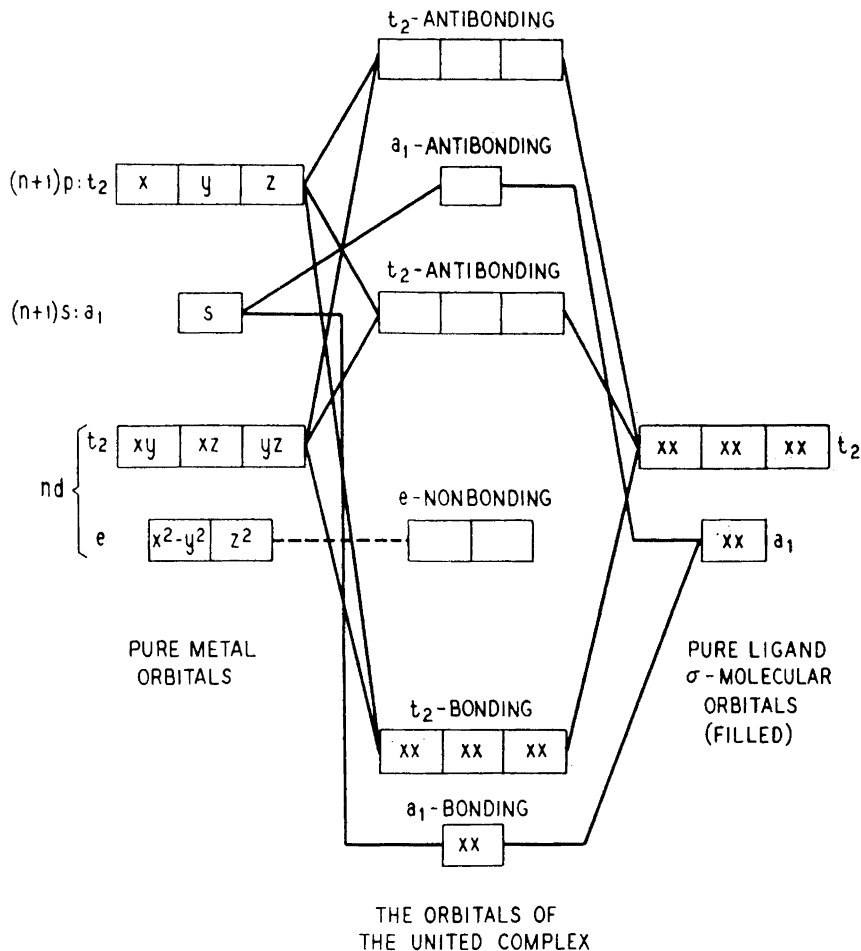 t₂-ANTIBONDING
a₁-ANTIBONDING
(n+1)p:t₂ x y z
t₂-ANTIBONDING
(n+1)s:a₁ s
nd
t₂ xy xz yz
xx xx xx t₂
e-NONBONDING
e x²-y² z²
xx a₁
PURE METAL
ORBITALS
PURE LIGAND
σ-MOLECULAR
ORBITALS
(FILLED)
t₂-BONDING
xx xx xx
a₁-BONDING
xx
THE ORBITALS OF
THE UNITED COMPLEX